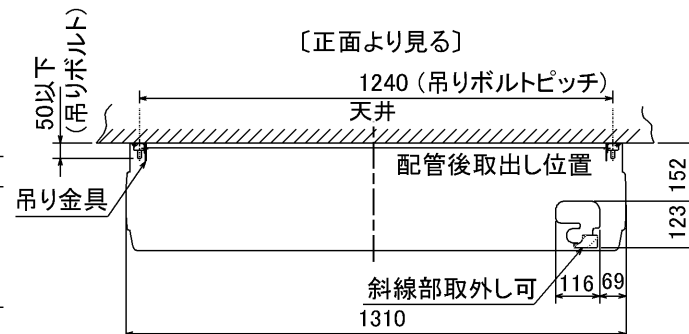 〔正面より見る〕
1240 (吊りボルトピッチ)
50以下
(吊りボルト)
天井
配管後取出し位置
吊り金具
152
123
斜線部取外し可
116
69
1310